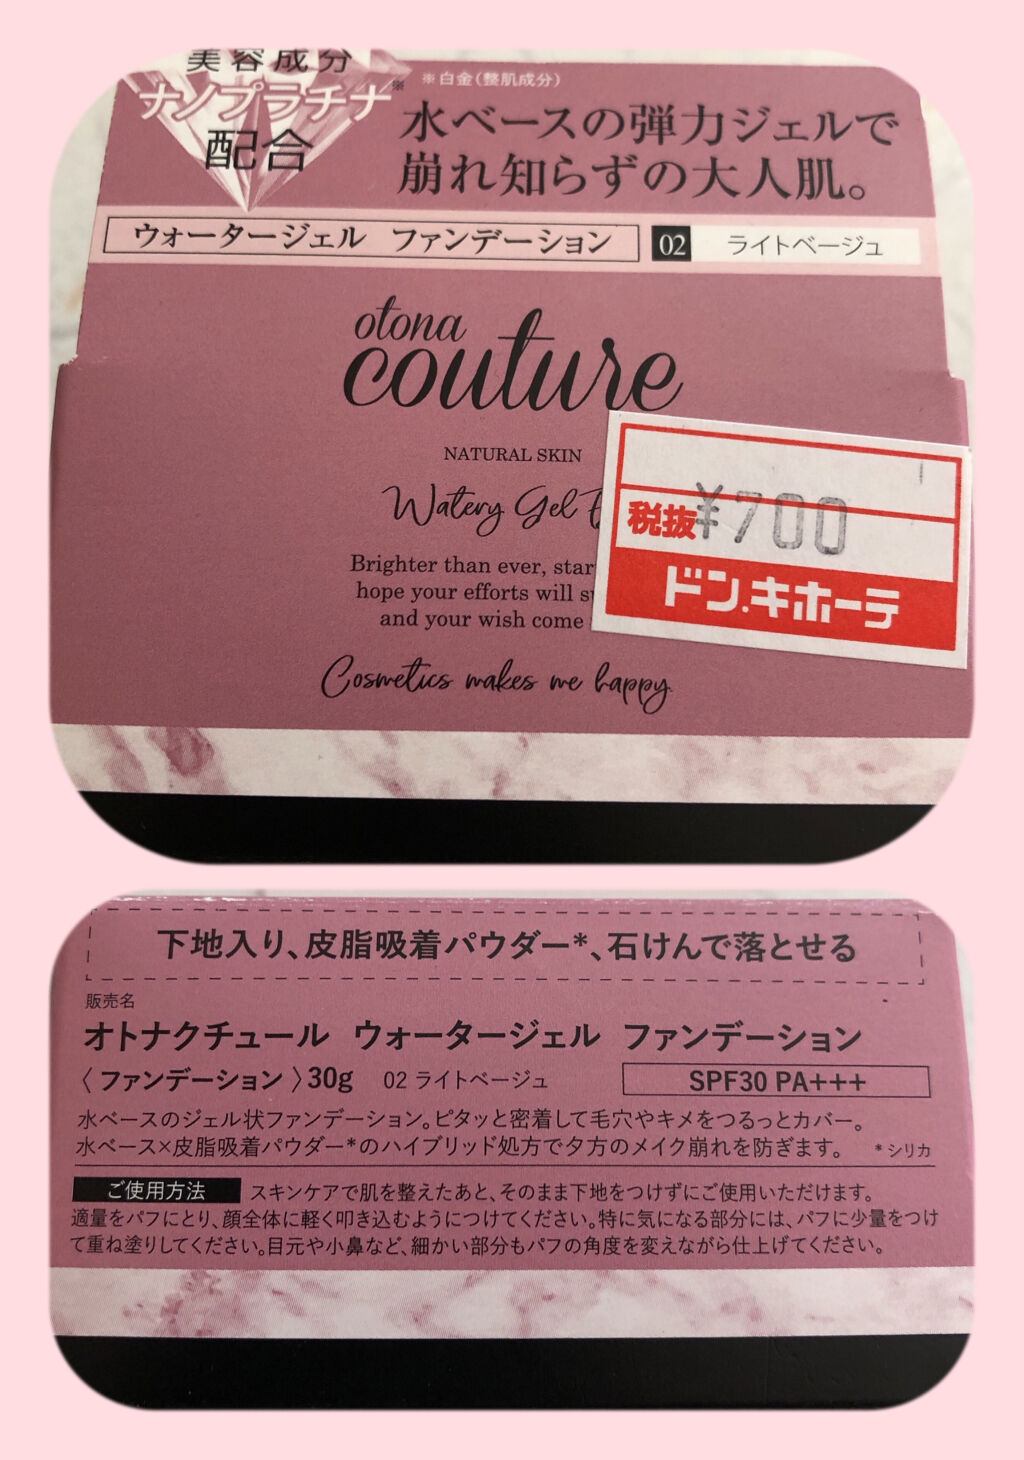 美容成分
ナノプラチナ※
配合
※白金(整肌成分)
水ベースの弾力ジェルで
崩れ知らずの大人肌。
ウォータージェル ファンデーション 02 ライトベージュ
otona
couture
NATURAL SKIN
Watery Gel
Brighter than ever,
hope your efforts will
and your wish come
Cosmetics makes me happy.
税抜¥700
ドン.キホーテ
下地入り、皮脂吸着パウダー*、石けんで落とせる
販売名
オトナクチュール ウォータージェル ファンデーション
〈ファンデーション〉30g 02 ライトベージュ SPF30 PA+++
水ベースのジェル状ファンデーション。ピタッと密着して毛穴やキメをつるっとカバー。
水ベース×皮脂吸着パウダー*のハイブリッド処方で夕方のメイク崩れを防ぎます。 *シリカ
ご使用方法 スキンケアで肌を整えたあと、そのまま下地をつけずにご使用いただけます。
適量をパフにとり、顔全体に軽く叩き込むようにつけてください。特に気になる部分には、パフに少量をつけ
て重ね塗りしてください。目元や小鼻など、細かい部分もパフの角度を変えながら仕上げてください。